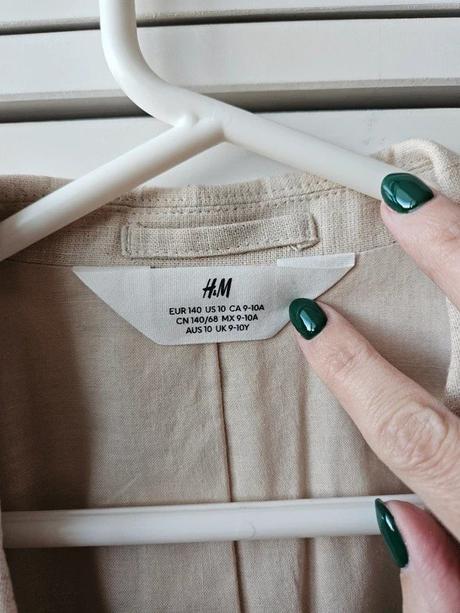 H&M
EUR 140 US 10 CA 9-10A
CN 140/68 MX 9-10A
AUS 10 UK 9-10Y